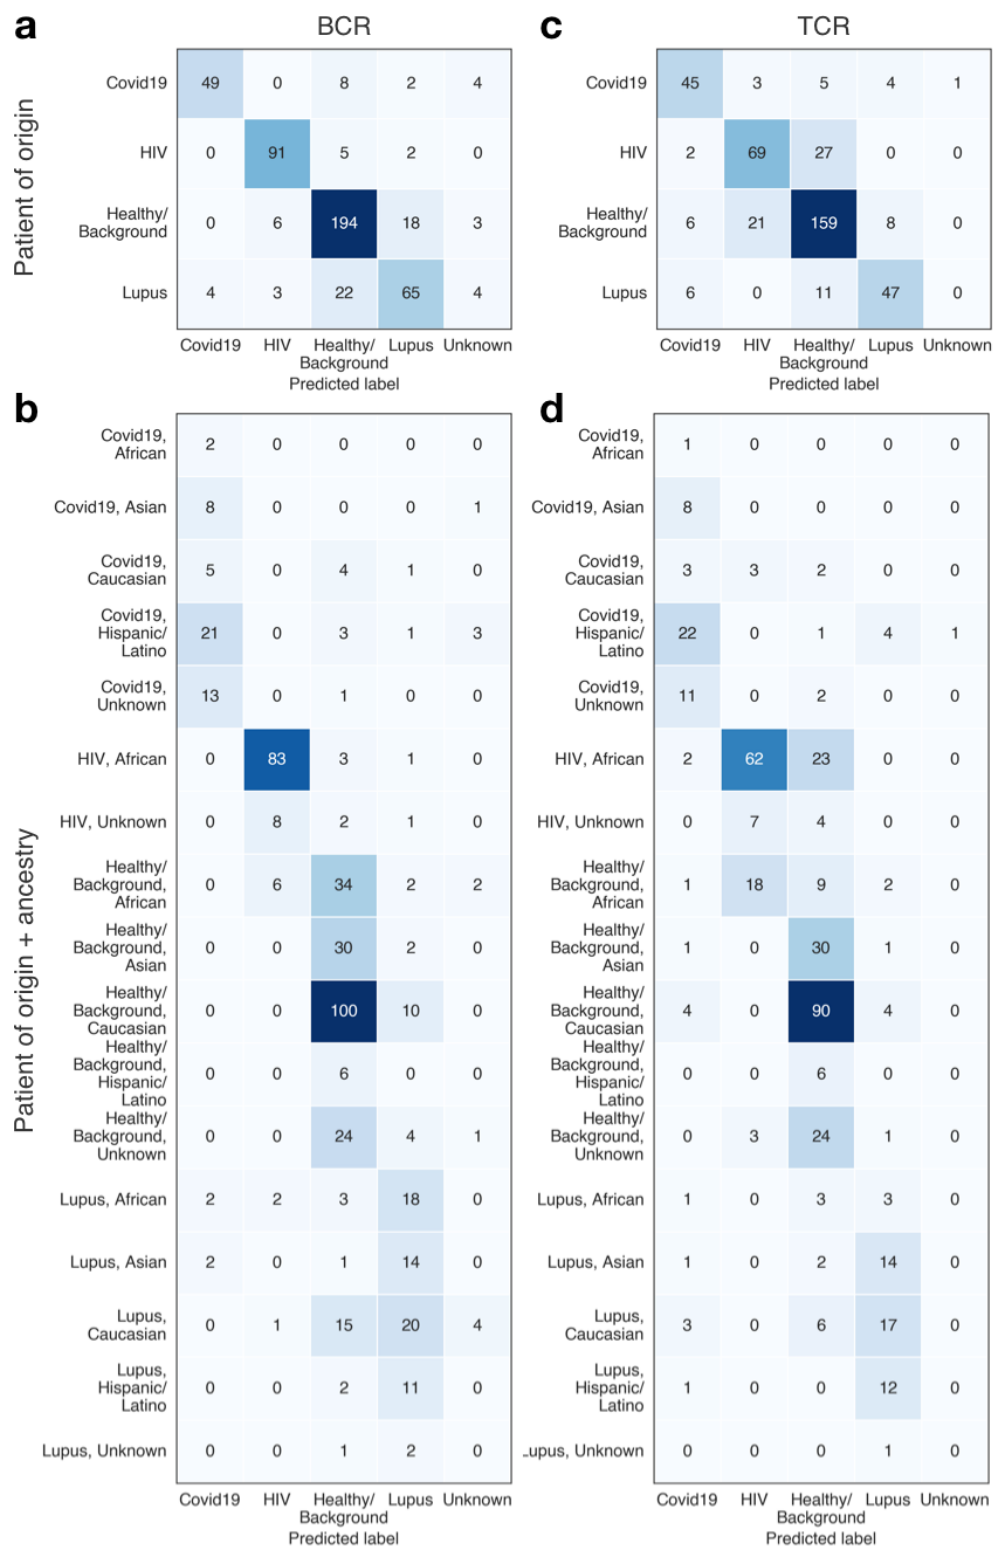 a
BCR
Patient of origin
Covid19
49 0 8 2 4
HIV
0 91 5 2 0
Healthy/
Background
0 6 194 18 3
Lupus
4 3 22 65 4
Covid19 HIV Healthy/ Lupus Unknown
Background
Predicted label
c
TCR
Covid19
45 3 5 4 1
HIV
2 69 27 0 0
Healthy/
Background
6 21 159 8 0
Lupus
6 0 11 47 0
Covid19 HIV Healthy/ Lupus Unknown
Background
Predicted label
b
Patient of origin + ancestry
Covid19,
African
2 0 0 0 0
Covid19, Asian
8 0 0 0 1
Covid19,
Caucasian
5 0 4 1 0
Covid19,
Hispanic/
Latino
21 0 3 1 3
Covid19,
Unknown
13 0 1 0 0
HIV, African
0 83 3 1 0
HIV, Unknown
0 8 2 1 0
Healthy/
Background,
African
0 6 34 2 2
Healthy/
Background,
Asian
0 0 30 2 0
Healthy/
Background,
Caucasian
0 0 100 10 0
Healthy/
Background,
Hispanic/
Latino
0 0 6 0 0
Healthy/
Background,
Unknown
0 0 24 4 1
Lupus, African
2 2 3 18 0
Lupus, Asian
2 0 1 14 0
Lupus,
Caucasian
0 1 15 20 4
Lupus,
Hispanic/
Latino
0 0 2 11 0
Lupus, Unknown
0 0 1 2 0
Covid19 HIV Healthy/ Lupus Unknown
Background
Predicted label
d
Covid19,
African
1 0 0 0 0
Covid19, Asian
8 0 0 0 0
Covid19,
Caucasian
3 3 2 0 0
Covid19,
Hispanic/
Latino
22 0 1 4 1
Covid19,
Unknown
11 0 2 0 0
HIV, African
2 62 23 0 0
HIV, Unknown
0 7 4 0 0
Healthy/
Background,
African
1 18 9 2 0
Healthy/
Background,
Asian
1 0 30 1 0
Healthy/
Background,
Caucasian
4 0 90 4 0
Healthy/
Background,
Hispanic/
Latino
0 0 6 0 0
Healthy/
Background,
Unknown
0 3 24 1 0
Lupus, African
1 0 3 3 0
Lupus, Asian
1 0 2 14 0
Lupus,
Caucasian
3 0 6 17 0
Lupus,
Hispanic/
Latino
1 0 0 12 0
Lupus, Unknown
0 0 0 1 0
Covid19 HIV Healthy/ Lupus Unknown
Background
Predicted label